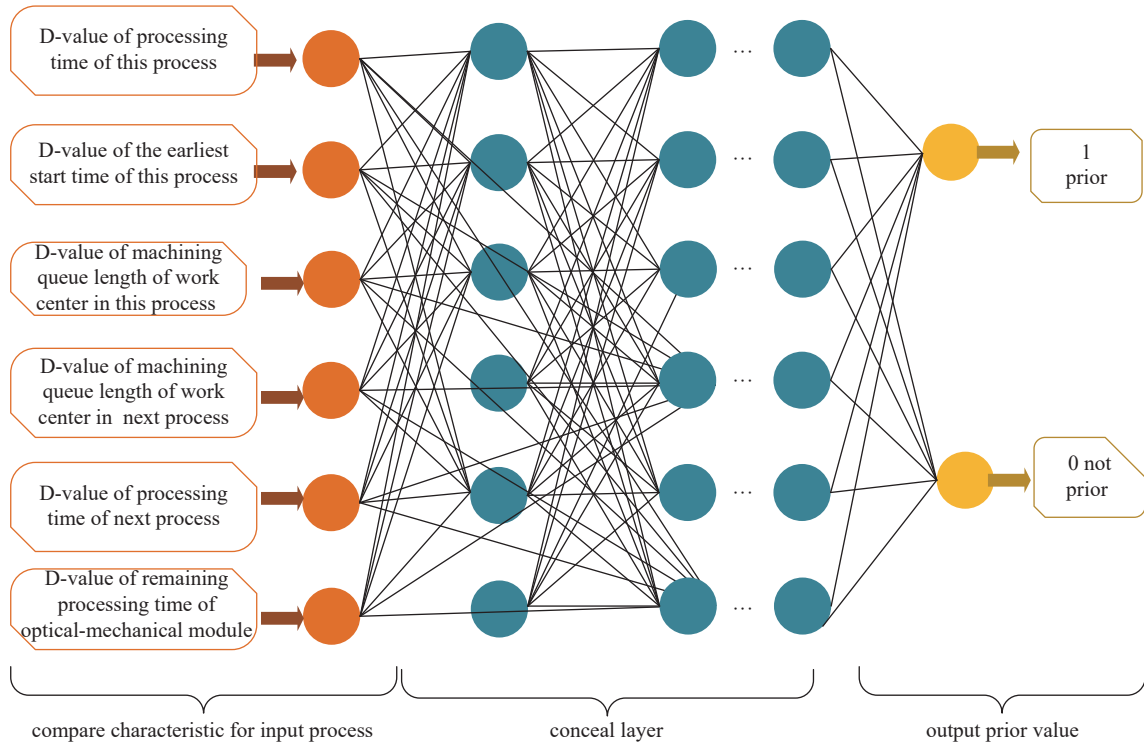 D-value of processing
time of this process
D-value of the earliest
start time of this process
D-value of machining
queue length of work
center in this process
D-value of machining
queue length of work
center in next process
D-value of processing
time of next process
D-value of remaining
processing time of
optical-mechanical module
...
...
...
...
...
...
1
prior
0 not
prior
compare characteristic for input process
conceal layer
output prior value